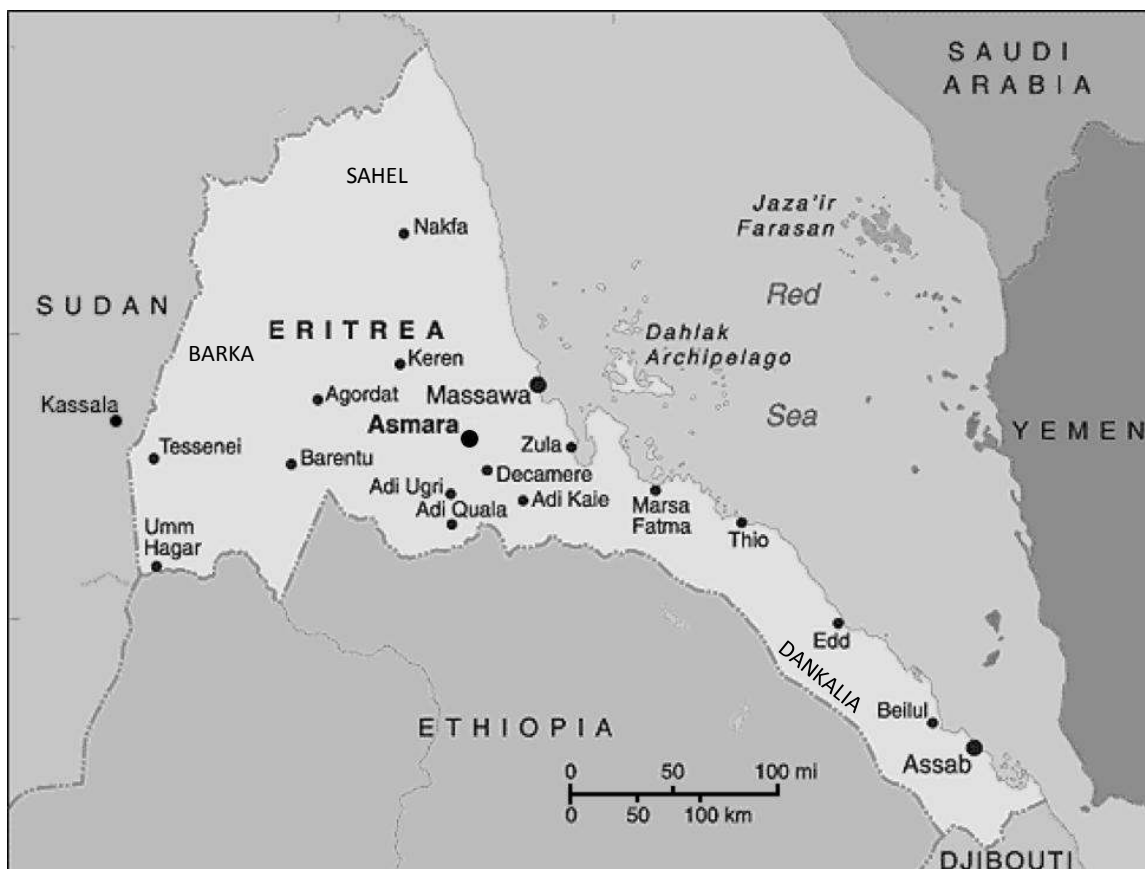 SAUDI
ARABIA
SAHEL
Jaza'ir
Farasan
Nakfa
SUDAN
Red
ERITREA
Dahlak
Archipelago
BARKA
Keren
Massawa
Agordat
Kassala
Asmara
Sea
YEMEN
Tessenei
Zula
Barentu
Decamere
Adi Ugri
Adi Quala
Adi Kaie
Marsa
Fatma
Umm
Hagar
Thio
Edd
DANKALIA
Beilul
ETHIOPIA
Assab
0 50 100 mi
0 50 100 km
DJIBOUTI